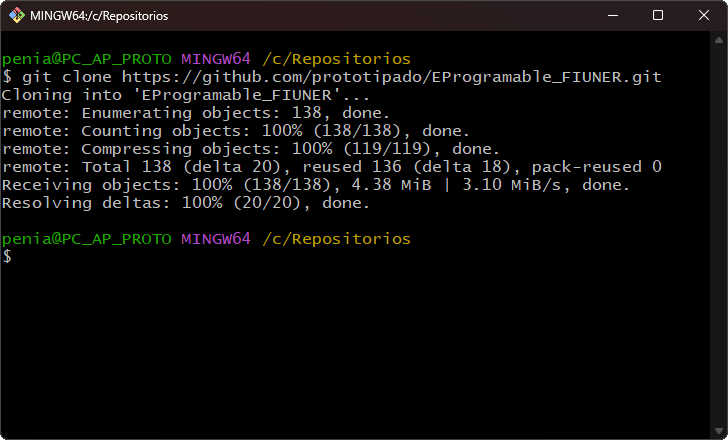 MINGW64:/c/Repositorios
penia@PC_AP_PROTO MINGW64 /c/Repositorios
$ git clone https://github.com/prototipado/EProgramable_FIUNER.git
Cloning into 'EProgramable_FIUNER'...
remote: Enumerating objects: 138, done.
remote: Counting objects: 100% (138/138), done.
remote: Compressing objects: 100% (119/119), done.
remote: Total 138 (delta 20), reused 136 (delta 18), pack-reused 0
Receiving objects: 100% (138/138), 4.38 MiB | 3.10 MiB/s, done.
Resolving deltas: 100% (20/20), done.
penia@PC_AP_PROTO MINGW64 /c/Repositorios
$